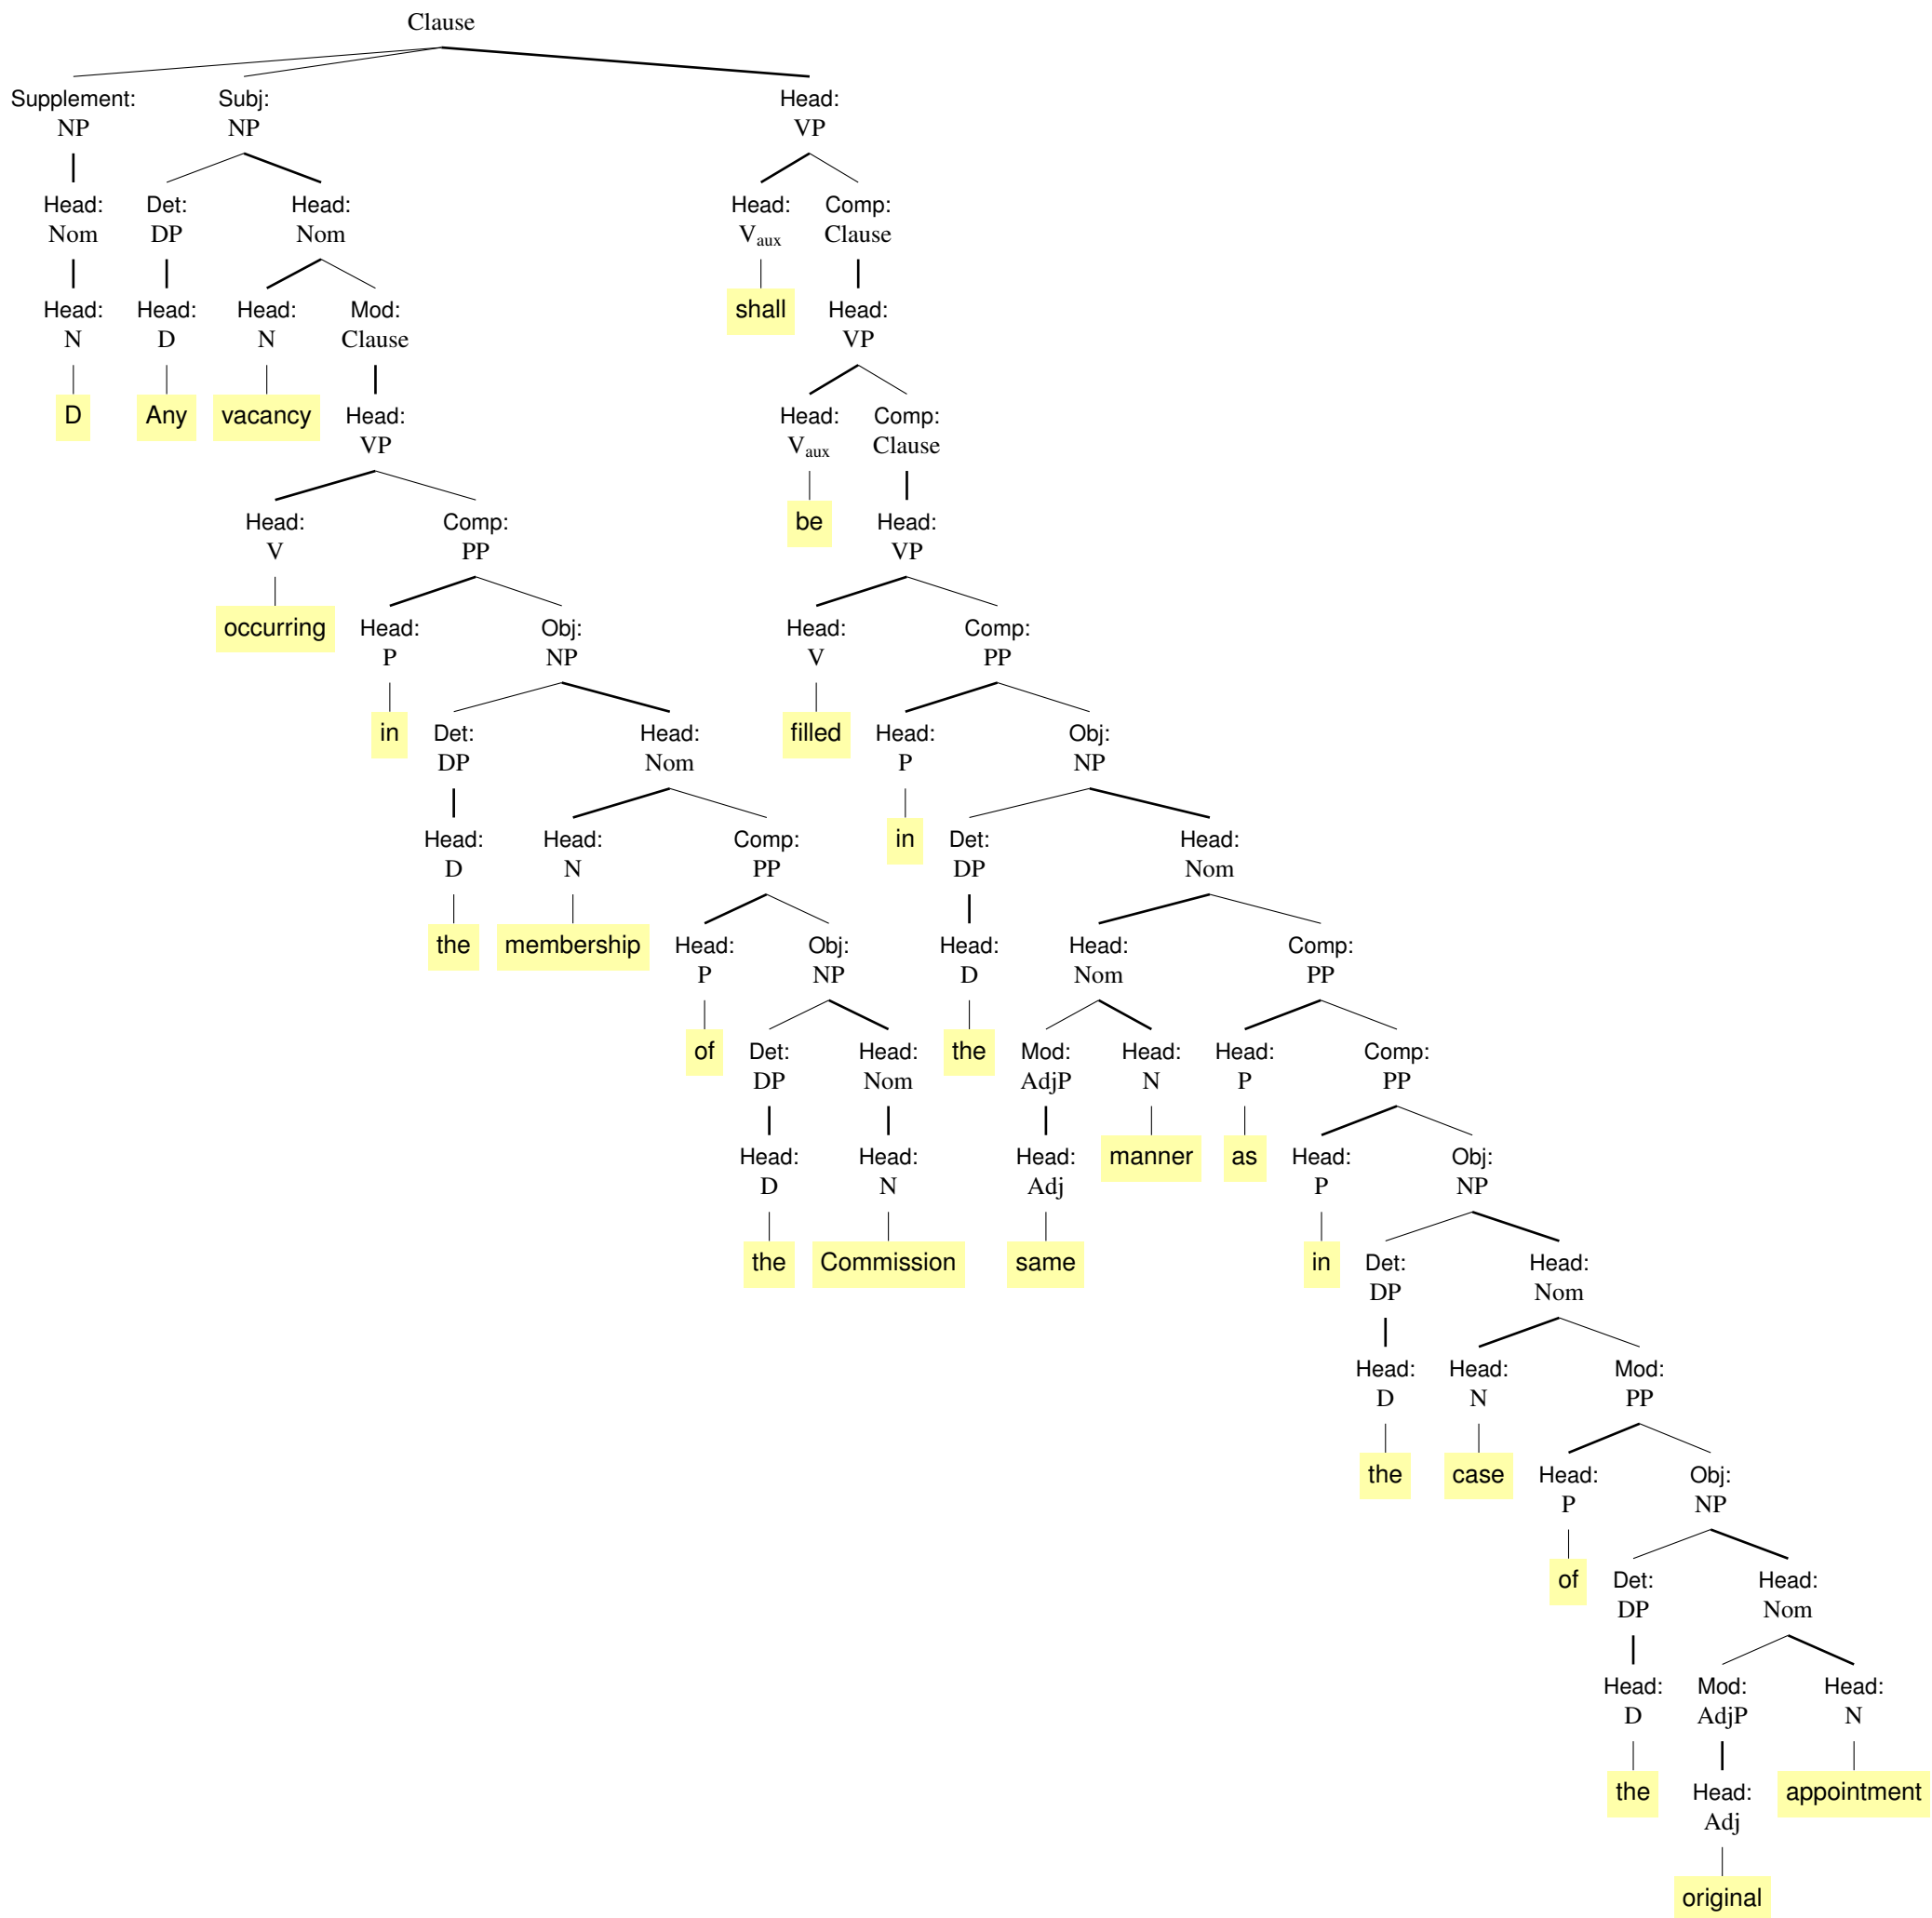 Clause
Supplement: Subj: Head:
NP NP VP
Head: Det: Head: Head: Comp:
Nom DP Nom Vaux Clause
Head: Head: Head: Mod: shall Head:
N D N Clause VP
D Any vacancy Head: Head: Comp:
VP Vaux Clause
Head: Comp: be Head:
V PP VP
occurring Head: Obj: Head: Comp:
P NP V PP
in Det: Head: filled Head: Obj:
DP Nom P NP
Head: Head: Comp: in Det: Head:
D N PP DP Nom
the membership Head: Obj: Head: Head: Comp:
P NP D Nom PP
of Det: Head: the Mod: Head: Head: Comp:
DP Nom AdjP N P PP
Head: Head: Head: manner as Head: Obj:
D N Adj P NP
the Commission same in Det: Head:
DP Nom
Head: Head: Mod:
D N PP
the case Head: Obj:
P NP
of Det: Head:
DP Nom
Head: Mod: Head:
D AdjP N
the Head: appointment
Adj
original